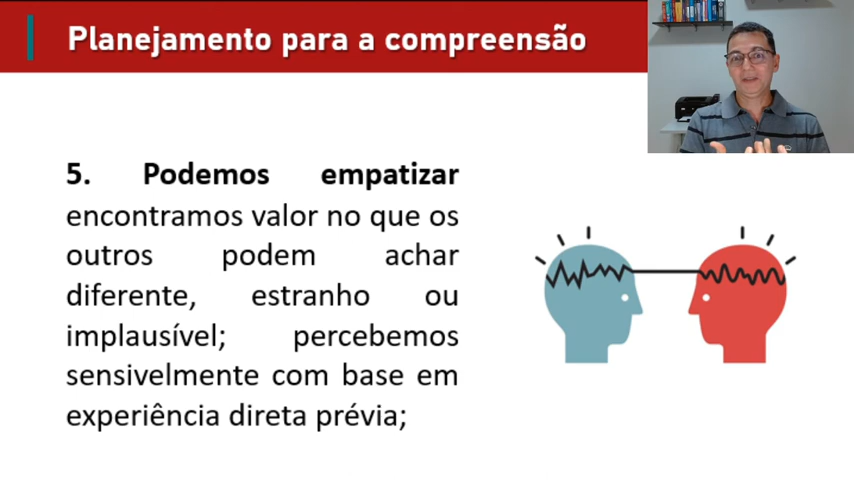 Planejamento para a compreensão
5. Podemos empatizar
encontramos valor no que os
outros podem achar
diferente, estranho ou
implausível; percebemos
sensivelmente com base em
experiência direta prévia;